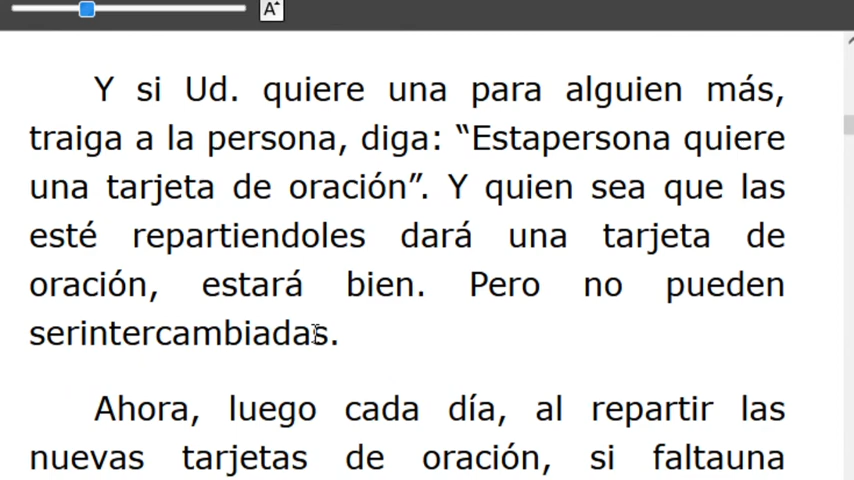 A
Y si Ud. quiere una para alguien más,
traiga a la persona, diga: “Estapersona quiere
una tarjeta de oración”. Y quien sea que las
esté repartiendoles dará una tarjeta de
oración, estará bien. Pero no pueden
serintercambiadas.
Ahora, luego cada día, al repartir las
nuevas tarjetas de oración, si faltauna